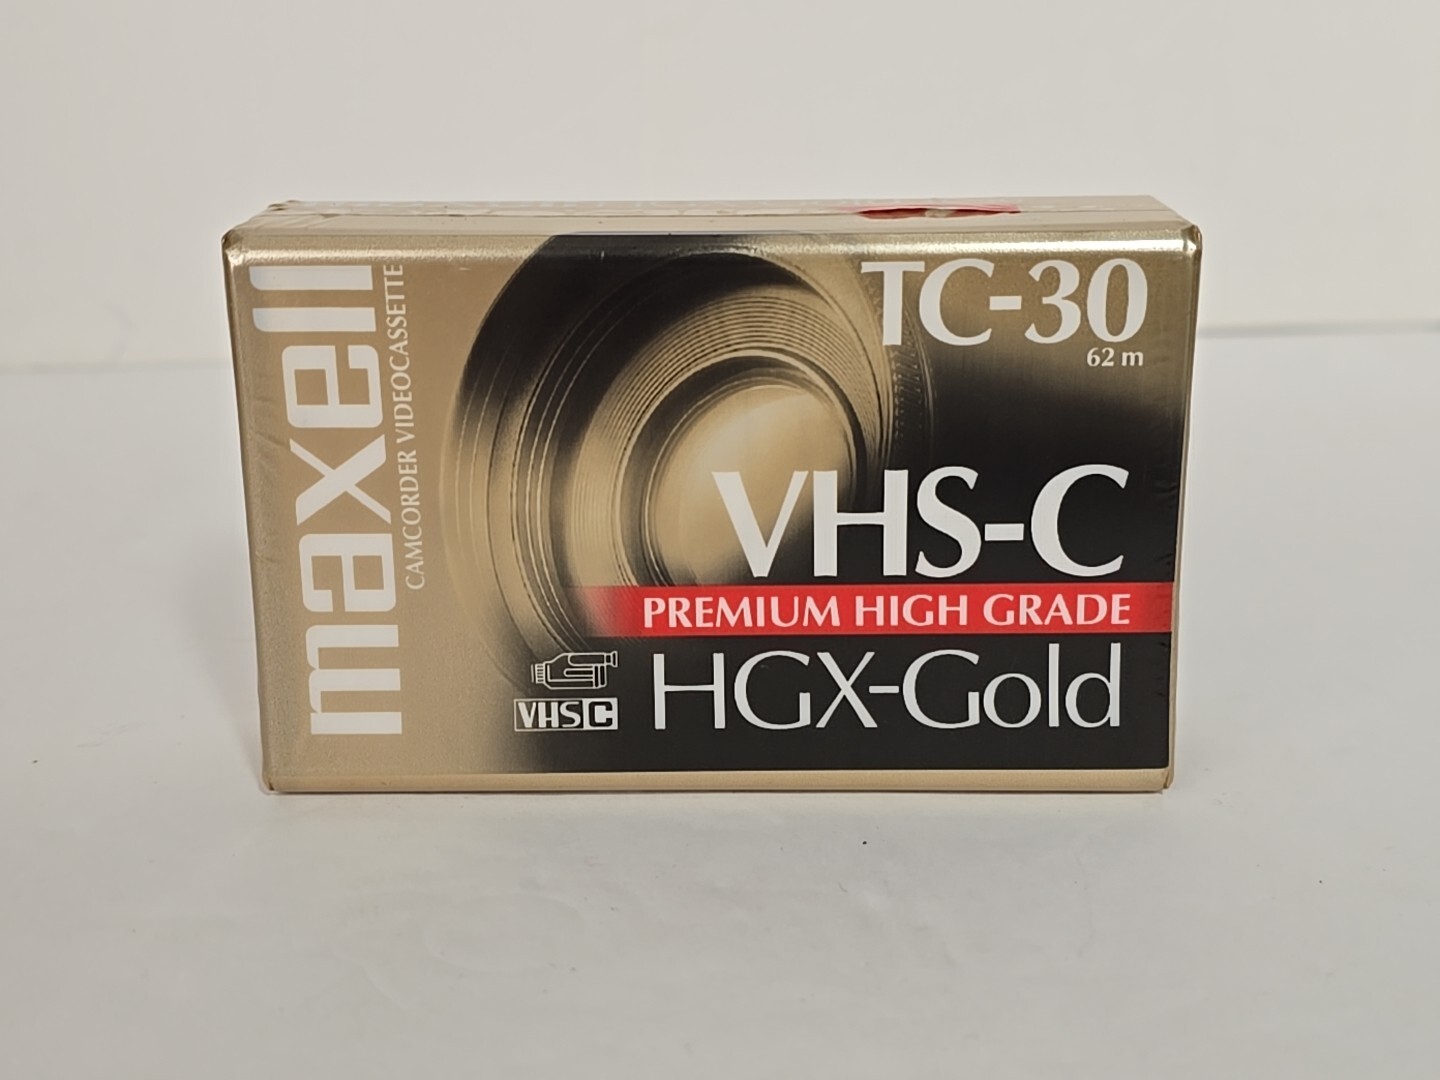 maxell
CAMCORDER VIDEOCASSETTE
TC-30
62 m
VHS-C
PREMIUM HIGH GRADE
VHS C
HGX-Gold